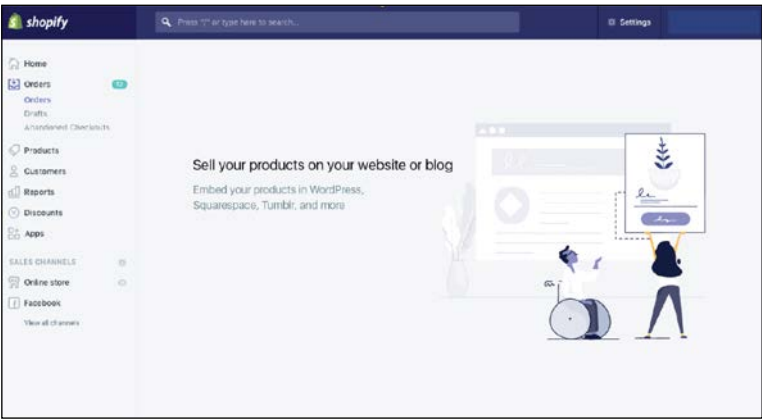 shopify
Press "/" or type here to search...
Settings
Home
Orders
Orders
Drafts
Abandoned Checkouts
Products
Customers
Reports
Discounts
Apps
SALES CHANNELS
Online store
Facebook
View all channels
Sell your products on your website or blog
Embed your products in WordPress,
Squarespace, Tumblr, and more